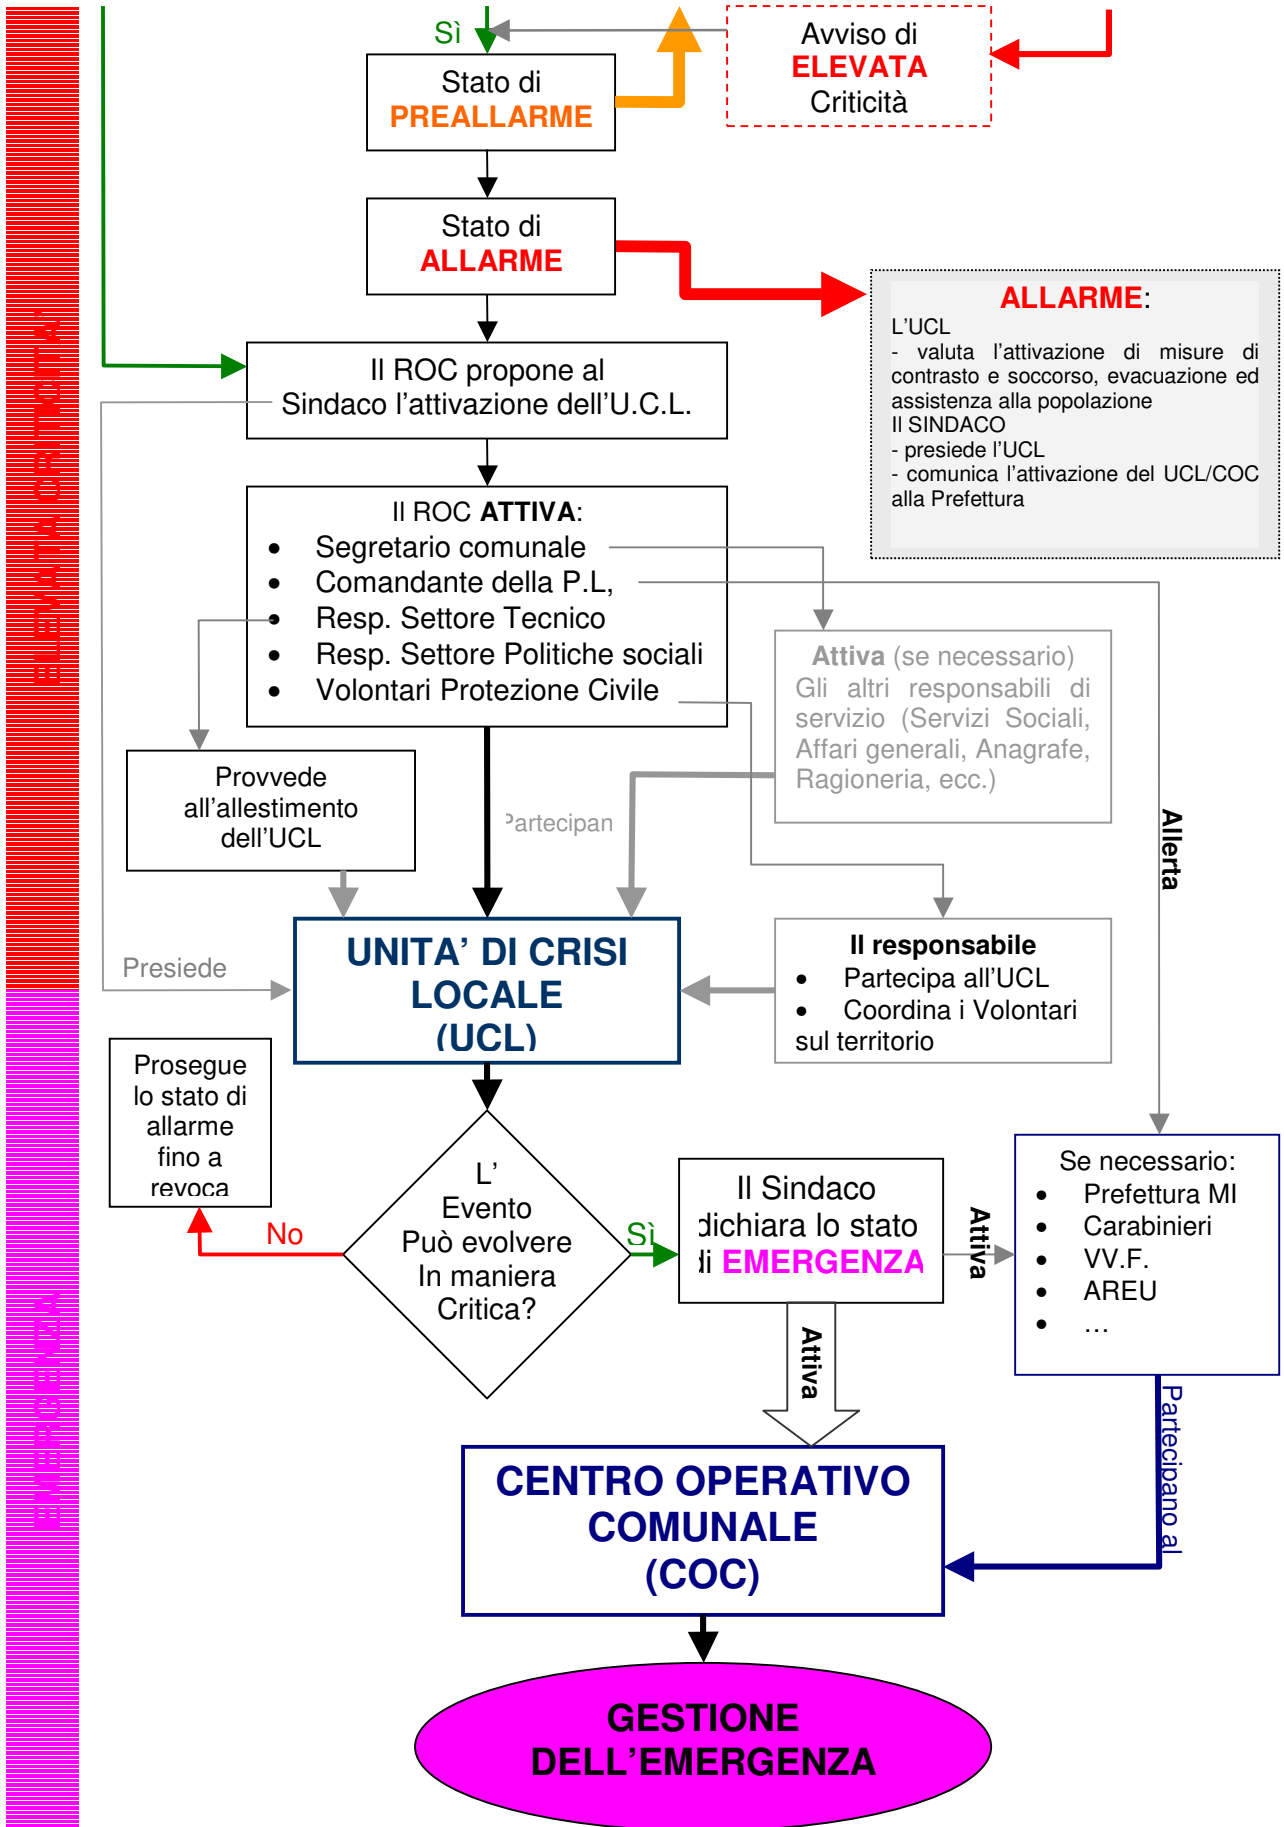 Sì
Avviso di
ELEVATA
Criticità
Stato di
PREALLARME
Stato di
ALLARME
ALLARME:
L'UCL
- valuta l'attivazione di misure di
contrasto e soccorso, evacuazione ed
assistenza alla popolazione
Il SINDACO
- presiede l'UCL
- comunica l'attivazione del UCL/COC
alla Prefettura
Il ROC propone al
Sindaco l'attivazione dell'U.C.L.
ELEVATA CRITICITA'
Il ROC ATTIVA:
• Segretario comunale
• Comandante della P.L,
• Resp. Settore Tecnico
• Resp. Settore Politiche sociali
• Volontari Protezione Civile
Attiva (se necessario)
Gli altri responsabili di
servizio (Servizi Sociali,
Affari generali, Anagrafe,
Ragioneria, ecc.)
Provvede
all'allestimento
dell'UCL
Partecipan
Allerta
UNITA' DI CRISI
LOCALE
(UCL)
Presiede
Il responsabile
• Partecipa all'UCL
• Coordina i Volontari
sul territorio
Prosegue
lo stato di
allarme
fino a
revoca
No
L'
Evento
Può evolvere
In maniera
Critica?
Sì
Il Sindaco
dichiara lo stato
di EMERGENZA
Attiva
Se necessario:
• Prefettura MI
• Carabinieri
• VV.F.
• AREU
• …
Attiva
Partecipano al
EMERGENZA
CENTRO OPERATIVO
COMUNALE
(COC)
GESTIONE
DELL'EMERGENZA